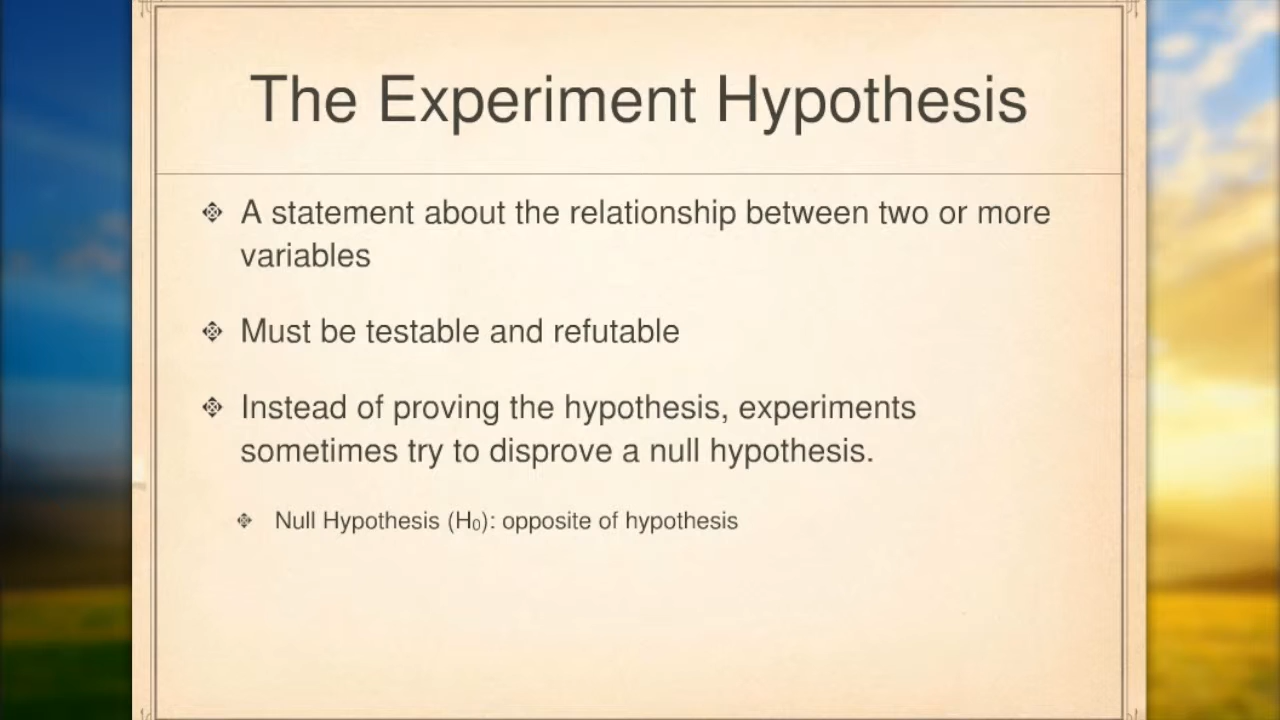 The Experiment Hypothesis
A statement about the relationship between two or more
variables
Must be testable and refutable
Instead of proving the hypothesis, experiments
sometimes try to disprove a null hypothesis.
Null Hypothesis (H₀): opposite of hypothesis